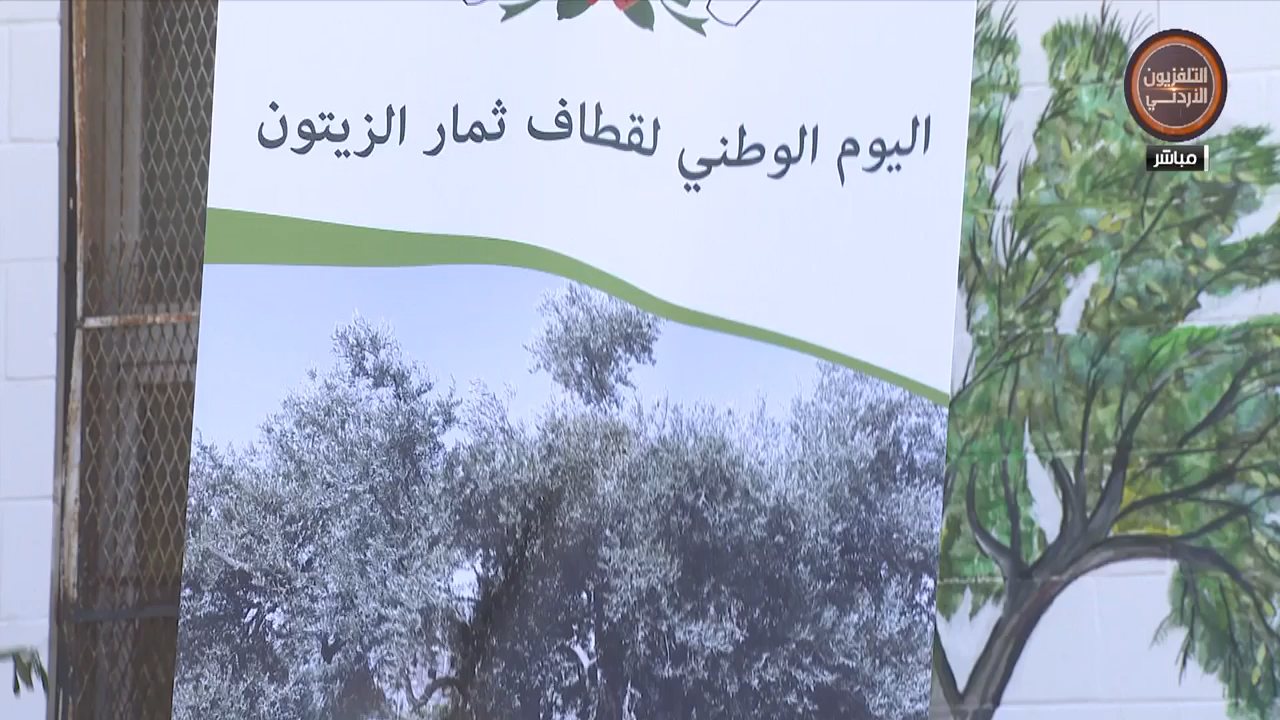 اليوم الوطني لقطاف ثمار الزيتون
التلفزيون
الأردني
مباشر